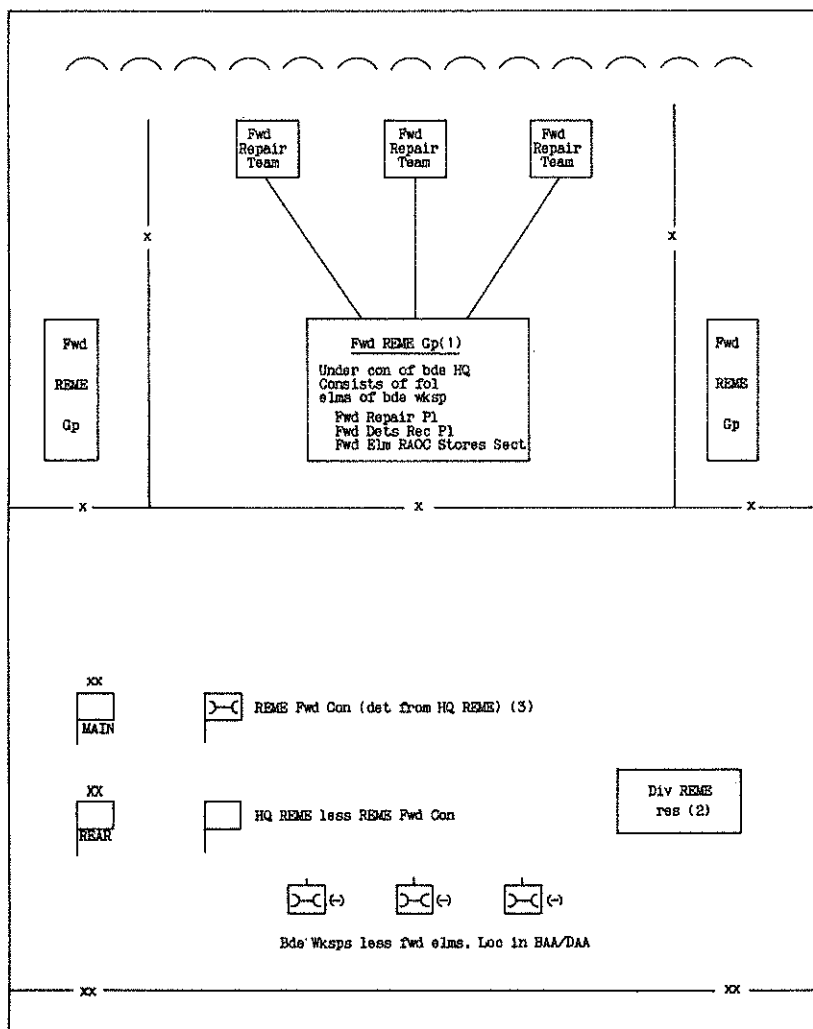 Fwd
Repair
Team
Fwd
Repair
Team
Fwd
Repair
Team
x
x
Fwd
REME
Gp
Fwd REME Gp(1)
Under con of bde HQ
Consists of fol
elms of bde wksp
Fwd Repair Pl
Fwd Dets Rec Pl
Fwd Elm RAOC Stores Sect
Fwd
REME
Gp
x
x
x
xx
MAIN
REME Fwd Con (det from HQ REME) (3)
XX
REAR
HQ REME less REME Fwd Con
Div REME
res (2)
(-)
(-)
(-)
Bde Wksps less fwd elms. Loc in BAA/DAA
xx
xx